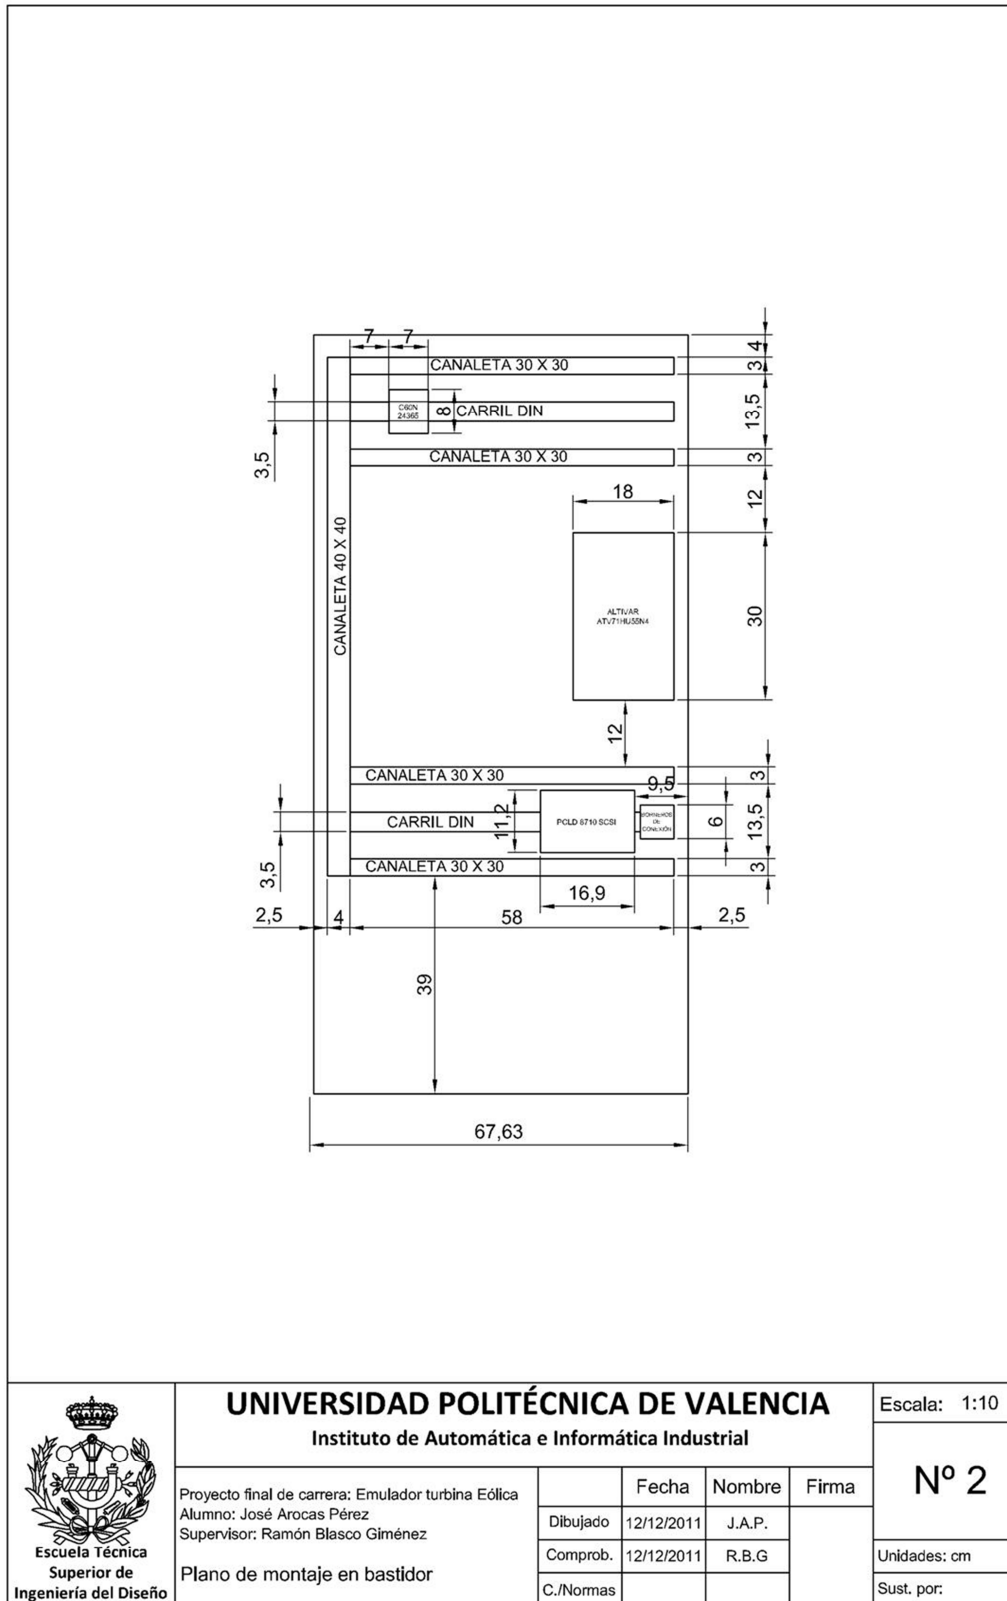 7 7
4
CANALETA 30 X 30
3
C60N
24365
8
CARRIL DIN
13,5
3,5
CANALETA 30 X 30
3
18
12
CANALETA 40 X 40
ALTIVAR
ATV71HU55N4
30
12
CANALETA 30 X 30
3
9,5
CARRIL DIN
11,2
PCLD 8710 SCSI
BORNEROS
DE
CONEXIÓN
6
13,5
3,5
CANALETA 30 X 30
3
16,9
2,5 4 58 2,5
39
67,63
UNIVERSIDAD POLITÉCNICA DE VALENCIA
Instituto de Automática e Informática Industrial
Escala: 1:10
Nº 2
Proyecto final de carrera: Emulador turbina Eólica
Alumno: José Arocas Pérez
Supervisor: Ramón Blasco Giménez
Plano de montaje en bastidor
Fecha Nombre Firma
Dibujado 12/12/2011 J.A.P.
Comprob. 12/12/2011 R.B.G
C./Normas
Unidades: cm
Sust. por:
Escuela Técnica
Superior de
Ingeniería del Diseño